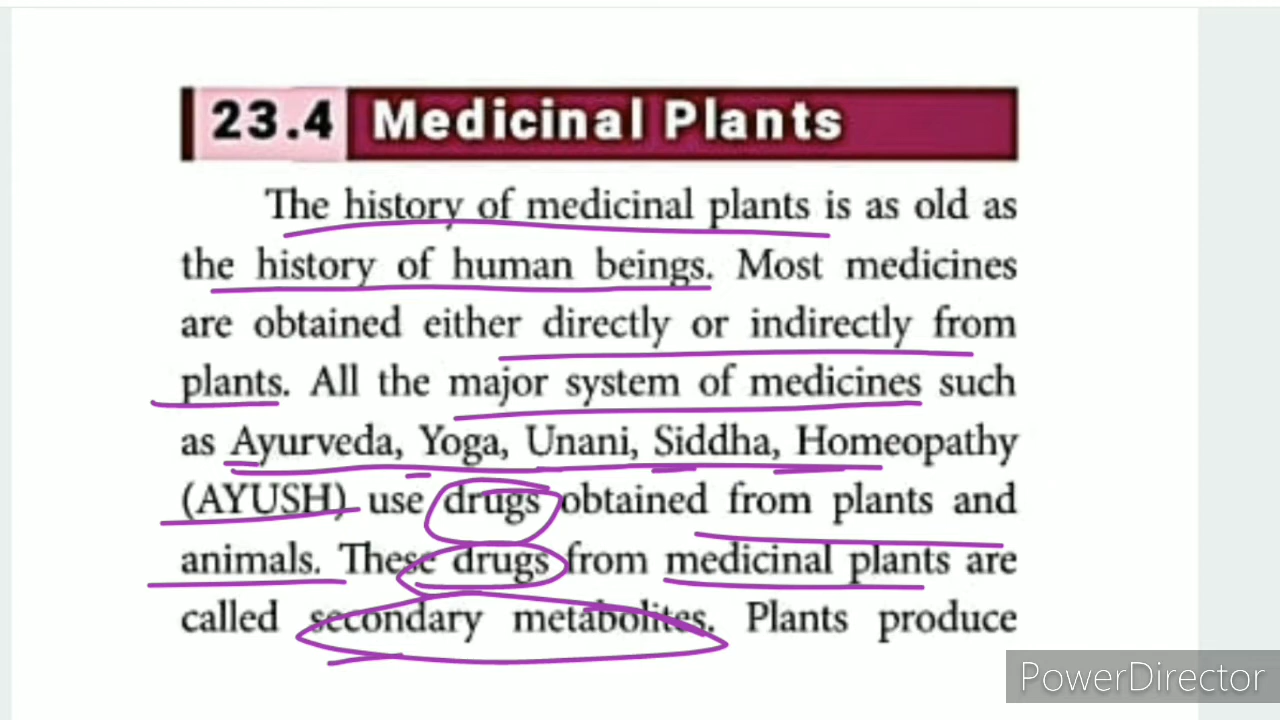 23.4 Medicinal Plants
The history of medicinal plants is as old as
the history of human beings. Most medicines
are obtained either directly or indirectly from
plants. All the major system of medicines such
as Ayurveda, Yoga, Unani, Siddha, Homeopathy
(AYUSH) use drugs obtained from plants and
animals. These drugs from medicinal plants are
called secondary metabolites. Plants produce
PowerDirector